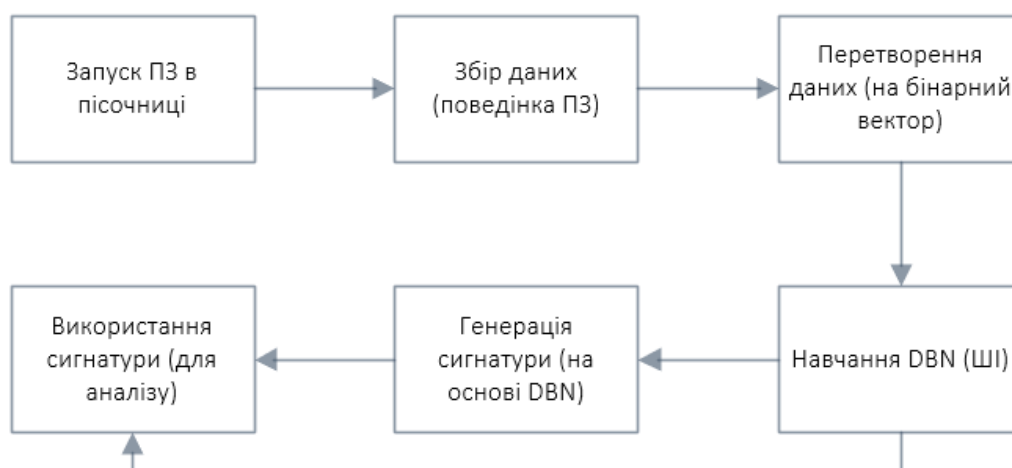 Запуск ПЗ в
пісочниці
Збір даних
(поведінка ПЗ)
Перетворення
даних (на бінарний
вектор)
Використання
сигнатури (для
аналізу)
Генерація
сигнатури (на
основі DBN)
Навчання DBN (ШІ)